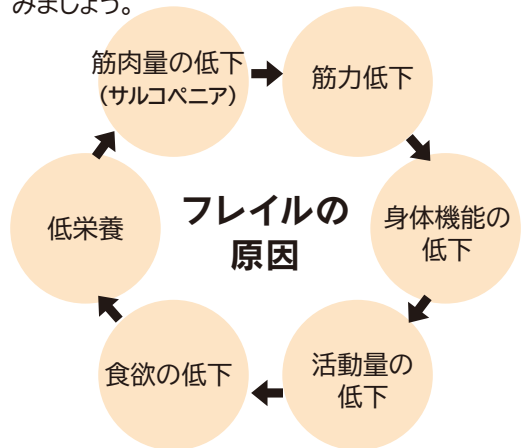 みましょう。
筋肉量の低下
(サルコペニア)
筋力低下
身体機能の
低下
活動量の
低下
食欲の低下
低栄養
フレイルの
原因